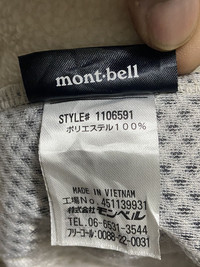 mont·bell
STYLE# 1106591
ポリエステル100%
MADE IN VIETNAM
工場No.451139931
株式会社モンベル
TEL 06-6531-3544
フリーコール:0088-22-0031